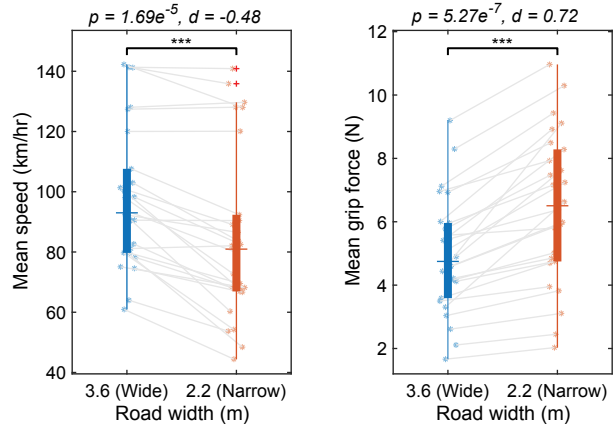 p = 1.69e⁻⁵, d = -0.48
***
140
120
100
80
60
40
Mean speed (km/hr)
3.6 (Wide) 2.2 (Narrow)
Road width (m)
p = 5.27e⁻⁷, d = 0.72
***
12
10
8
6
4
2
Mean grip force (N)
3.6 (Wide) 2.2 (Narrow)
Road width (m)